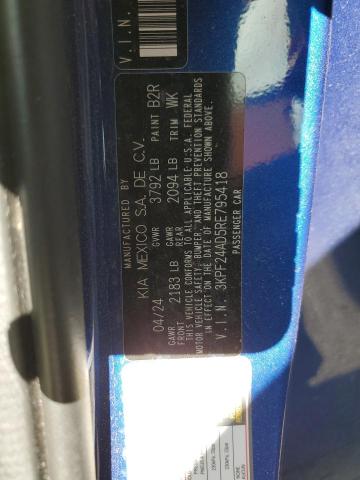 V.I.N.
MANUFACTURED BY
KIA MEXICO S.A. DE C.V.
04/24 GVWR 3792 LB PAINT B2R
GAWR FRONT 2183 LB GAWR REAR 2094 LB TRIM WK
THIS VEHICLE CONFORMS TO ALL APPLICABLE U.S.A. FEDERAL
MOTOR VEHICLE SAFETY, BUMPER, AND THEFT PREVENTION STANDARDS
IN EFFECT ON THE DATE OF MANUFACTURE SHOWN ABOVE.
V.I.N. 3KPF24AD5RE795418
PASSENGER CAR